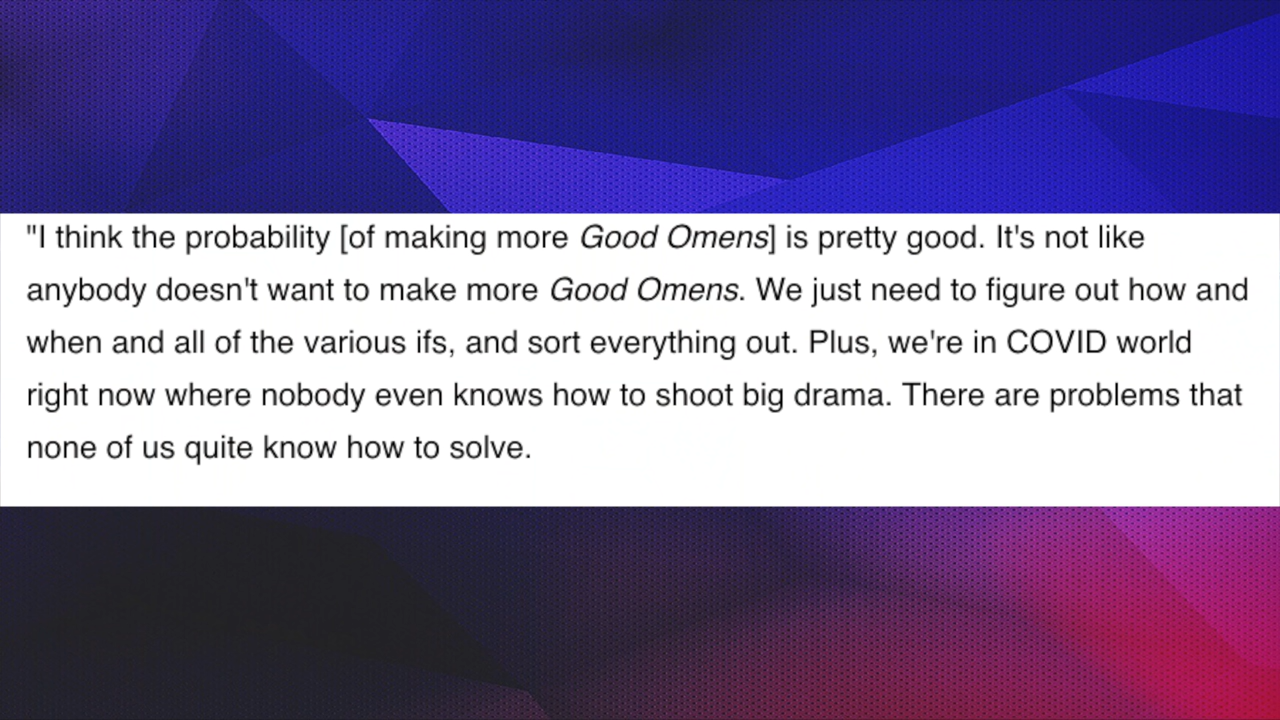 "I think the probability [of making more Good Omens] is pretty good. It's not like
anybody doesn't want to make more Good Omens. We just need to figure out how and
when and all of the various ifs, and sort everything out. Plus, we're in COVID world
right now where nobody even knows how to shoot big drama. There are problems that
none of us quite know how to solve.